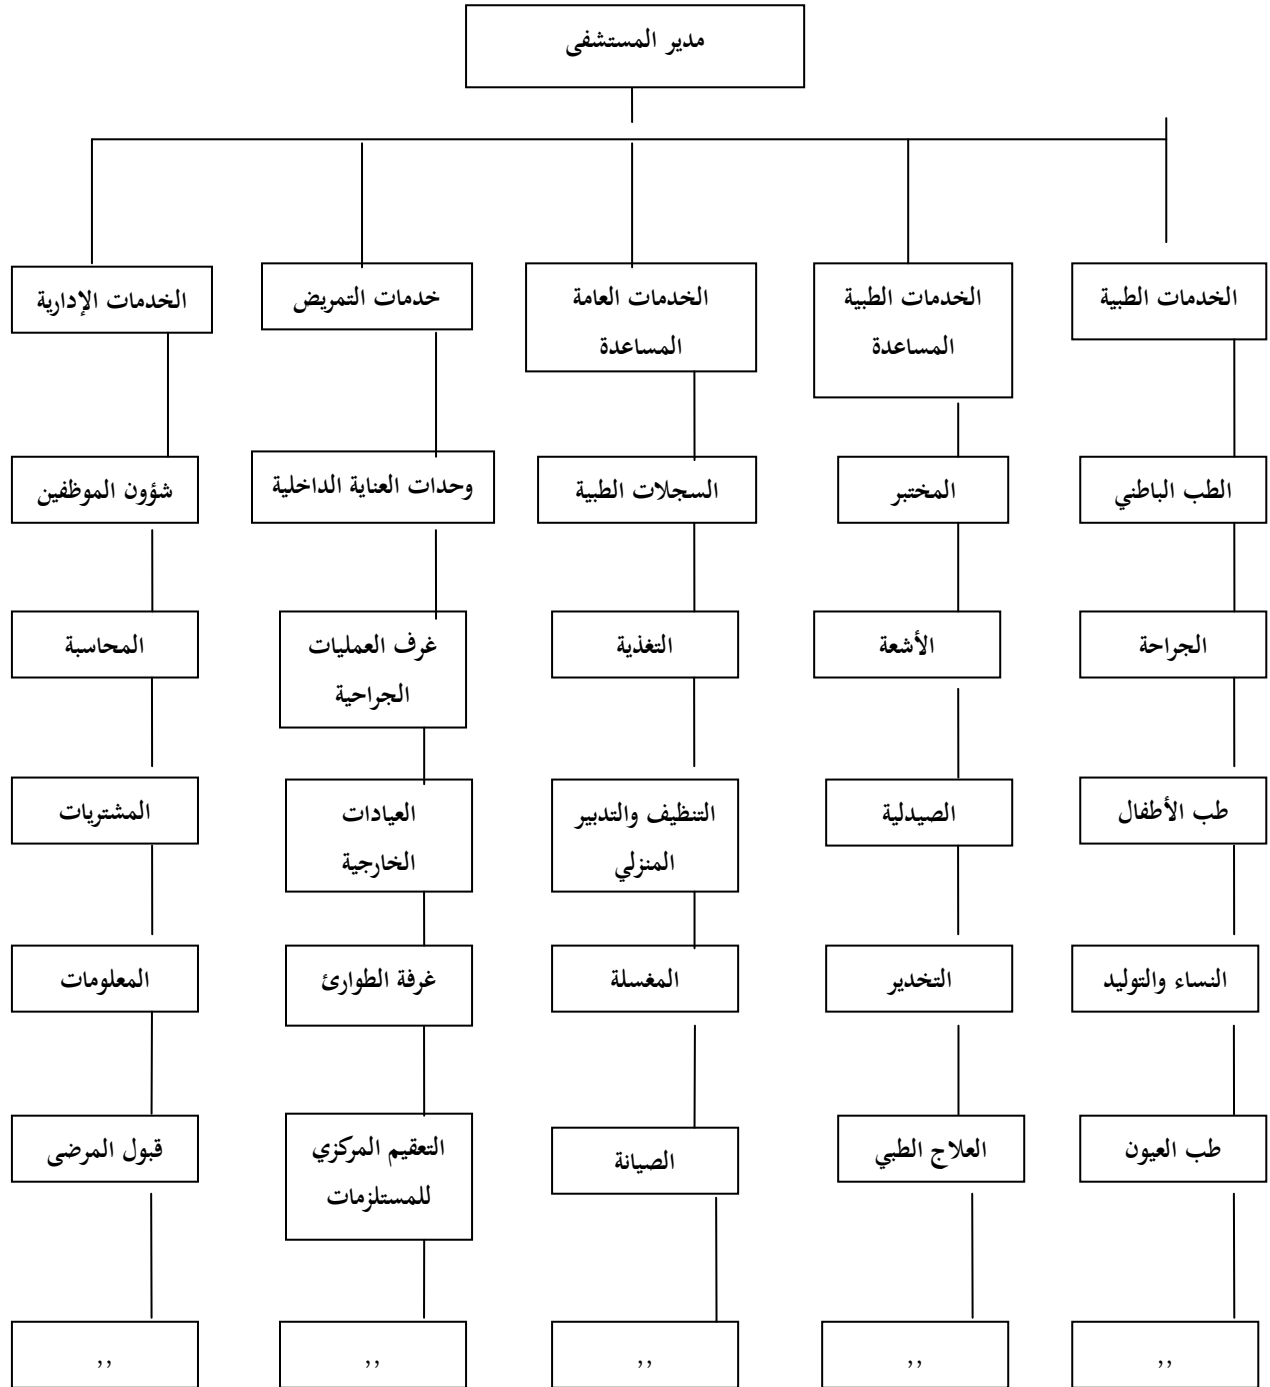 مدير المستشفى
الخدمات الطبية
الخدمات الطبية
المساعدة
الخدمات العامة
المساعدة
خدمات التمريض
الخدمات الإدارية
الطب الباطني
المختبر
السجلات الطبية
وحدات العناية الداخلية
شؤون الموظفين
الجراحة
الأشعة
التغذية
غرف العمليات
الجراحية
المحاسبة
طب الأطفال
الصيدلية
التنظيف والتدبير
المنزلي
العيادات
الخارجية
المشتريات
النساء والتوليد
التخدير
المغسلة
غرفة الطوارئ
المعلومات
طب العيون
العلاج الطبي
الصيانة
التعقيم المركزي
للمستلزمات
قبول المرضى
,,
,,
,,
,,
,,